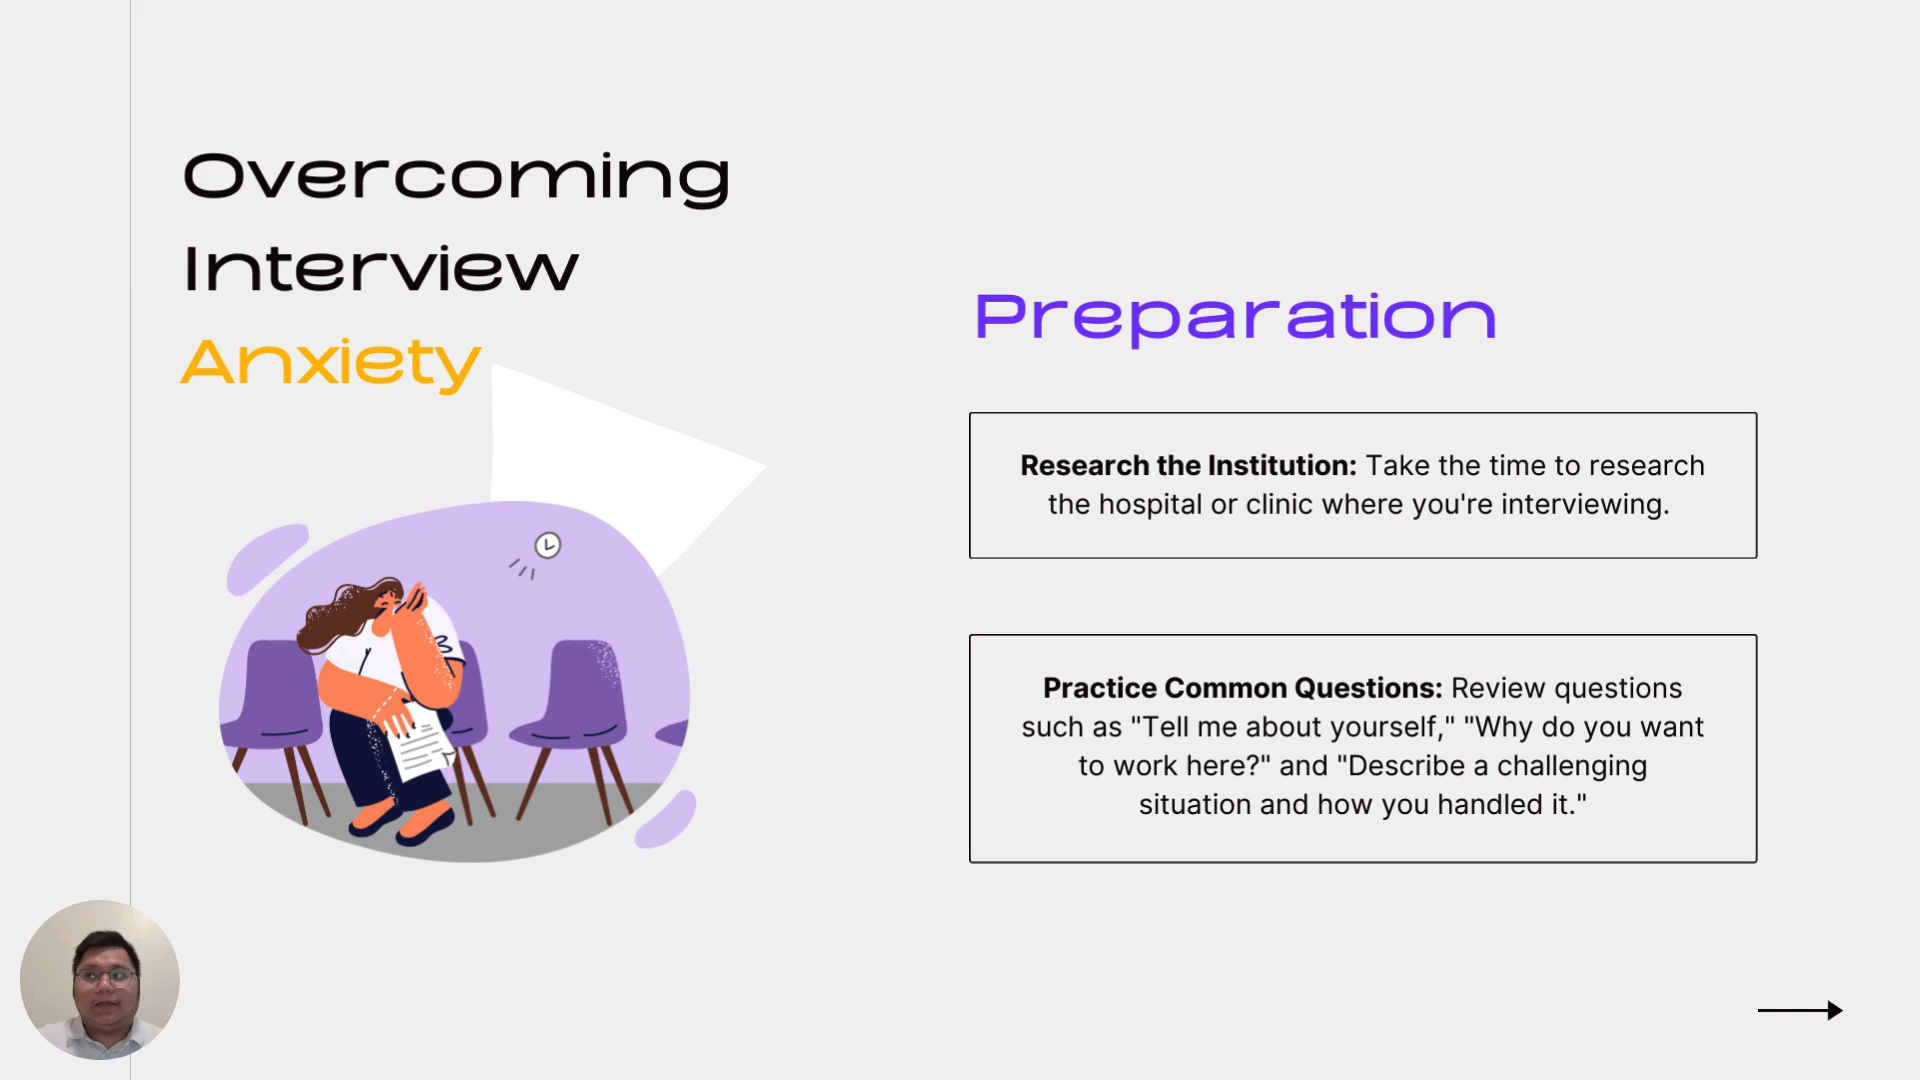 Overcoming
Interview
Anxiety
Preparation
Research the Institution: Take the time to research
the hospital or clinic where you're interviewing.
Practice Common Questions: Review questions
such as "Tell me about yourself," "Why do you want
to work here?" and "Describe a challenging
situation and how you handled it."